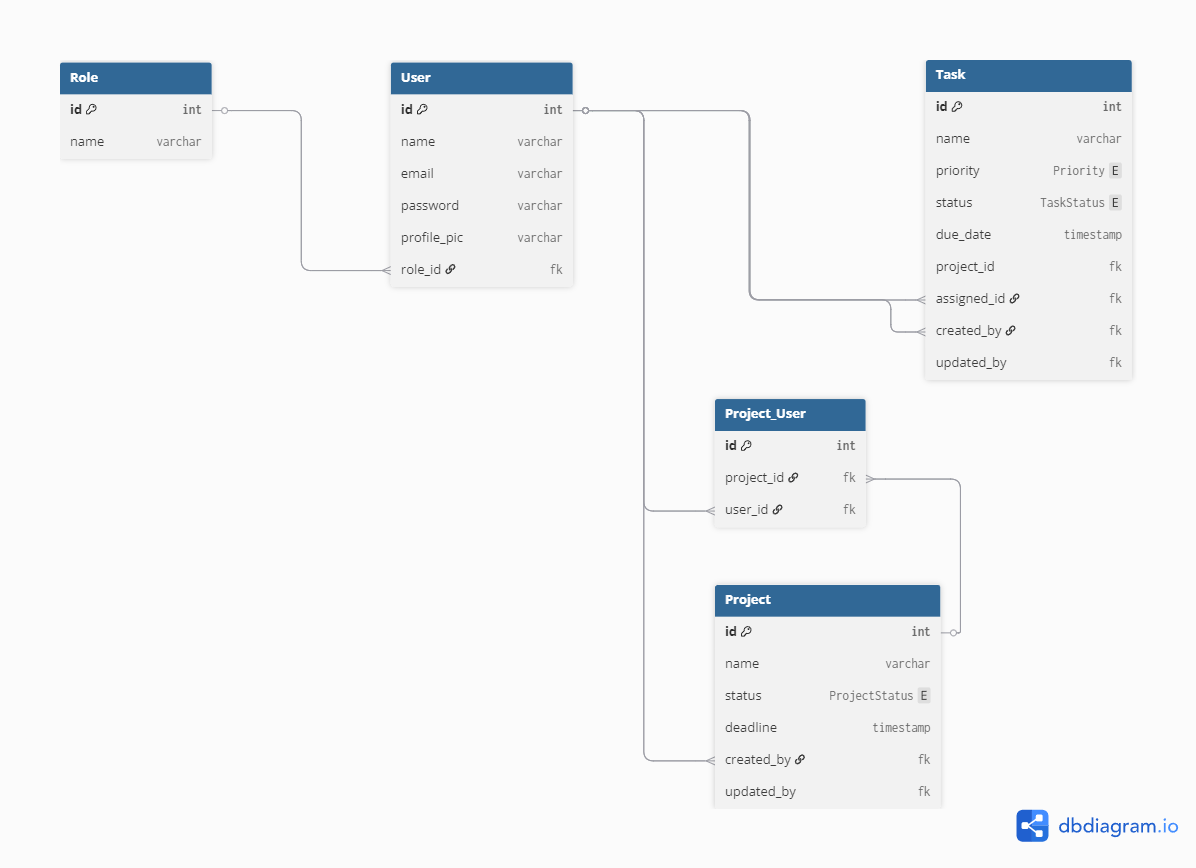 Role
id int
name varchar
User
id int
name varchar
email varchar
password varchar
profile_pic varchar
role_id fk
Task
id int
name varchar
priority Priority E
status TaskStatus E
due_date timestamp
project_id fk
assigned_id fk
created_by fk
updated_by fk
Project_User
id int
project_id fk
user_id fk
Project
id int
name varchar
status ProjectStatus E
deadline timestamp
created_by fk
updated_by fk
dbdiagram.io